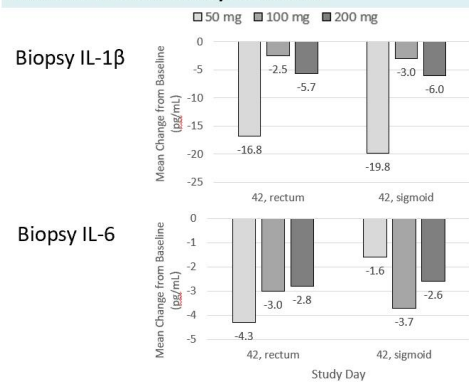 50 mg 100 mg 200 mg
Biopsy IL-1β
Mean Change from Baseline
(pg/mL)
0
-5
-10
-15
-20
-25
-16.8
-2.5
-5.7
-19.8
-3.0
-6.0
42, rectum
42, sigmoid
Biopsy IL-6
Mean Change from Baseline
(pg/mL)
0
-1
-2
-3
-4
-5
-4.3
-3.0
-2.8
-1.6
-3.7
-2.6
42, rectum
42, sigmoid
Study Day